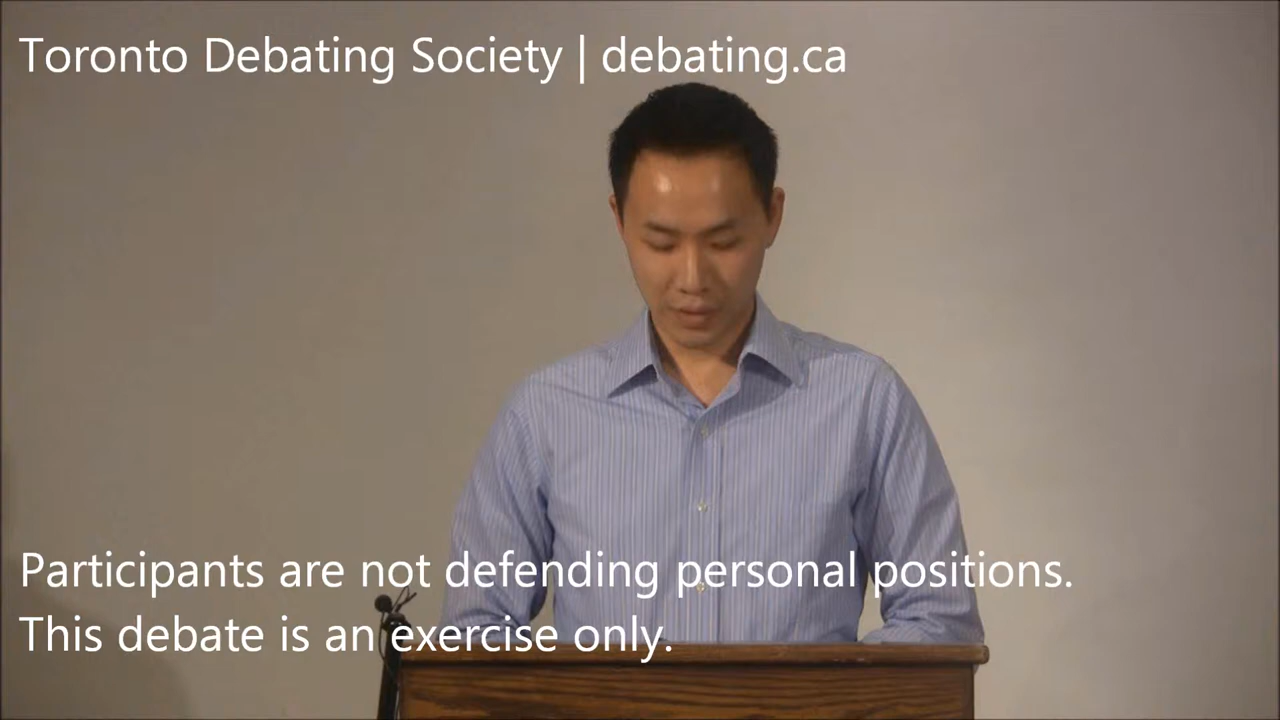 Toronto Debating Society | debating.ca
Participants are not defending personal positions.
This debate is an exercise only.